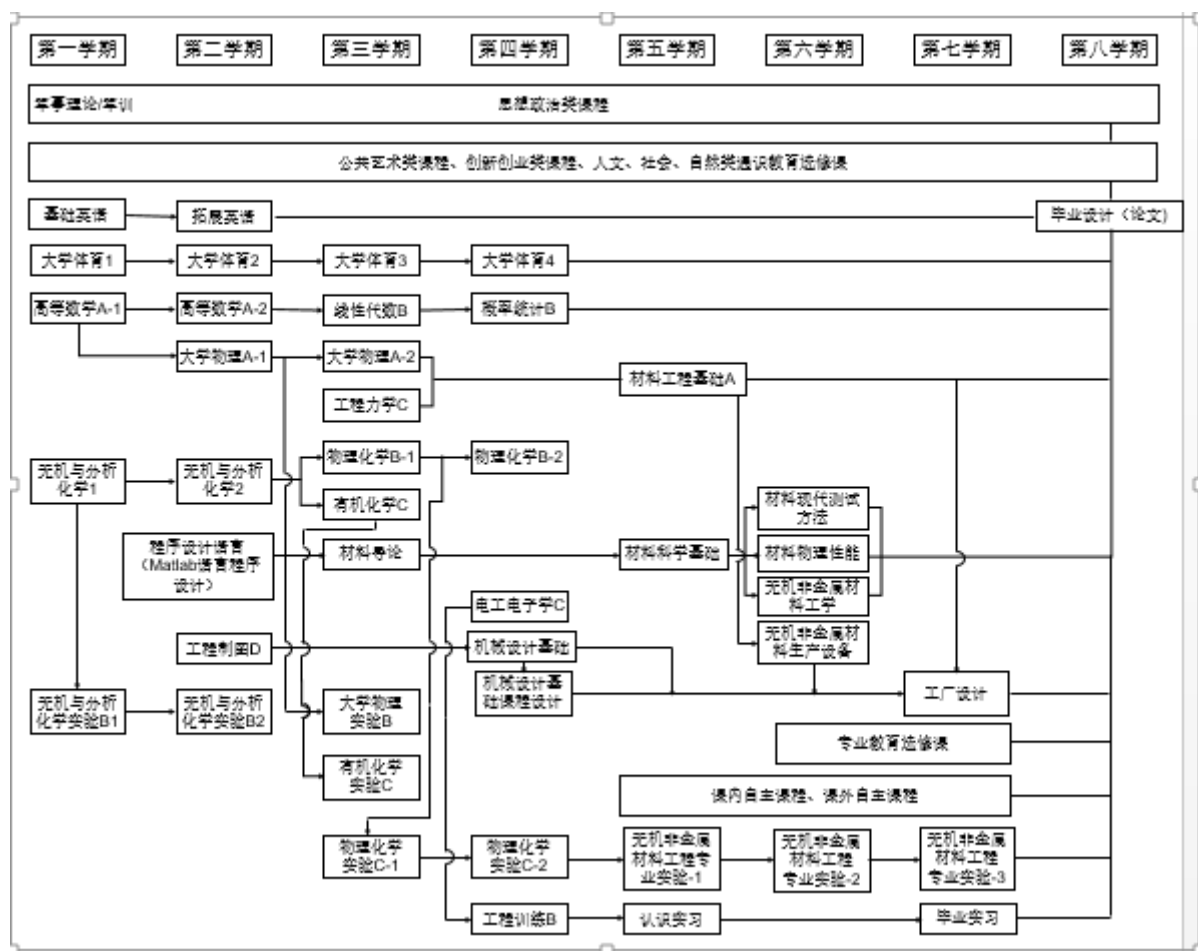 第一学期 第二学期 第三学期 第四学期 第五学期 第六学期 第七学期 第八学期
军事理论/军训 思想政治类课程
公共艺术类课程、创新创业类课程、人文、社会、自然类通识教育选修课
基础英语 拓展英语 毕业设计（论文)
大学体育1 大学体育2 大学体育3 大学体育4
高等数学A-1 高等数学A-2 线性代数B 概率统计B
大学物理A-1 大学物理A-2
材料工程基础A
工程力学C
无机与分析
化学1
无机与分析
化学2
物理化学B-1 物理化学B-2
有机化学C
材料现代测试
方法
程序设计语言
（Matlab语言程序
设计）
材料导论 材料科学基础 材料物理性能
无机非金属材
料工学
电工电子学C
工程制图D 机械设计基础
无机非金属材
料生产设备
机械设计基
础课程设计
工厂设计
无机与分析
化学实验B1
无机与分析
化学实验B2
大学物理
实验B
专业教育选修课
有机化学
实验C
课内自主课程、课外自主课程
物理化学
实验C-1
物理化学
实验C-2
无机非金属
材料工程专
业实验-1
无机非金属
材料工程
专业实验-2
无机非金属
材料工程
专业实验-3
工程训练B 认识实习 毕业实习